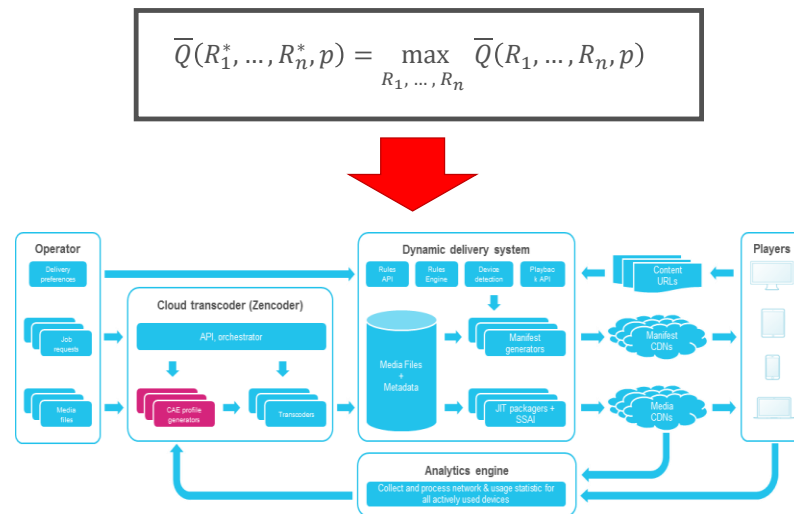 Q̅(R₁*, …, Rₙ*, p) = max Q̅(R₁, …, Rₙ, p)
R₁, … , Rₙ
Operator
Delivery
preferences
Job
requests
Media
files
Cloud transcoder (Zencoder)
API, orchestrator
CAE profile
generators
Transcoders
Dynamic delivery system
Rules
API
Rules
Engine
Device
detection
Playbac
k API
Media Files
+
Metadata
Manifest
generators
JIT packagers +
SSAI
Content
URLs
Manifest
CDNs
Media
CDNs
Players
Analytics engine
Collect and process network & usage statistic for
all actively used devices